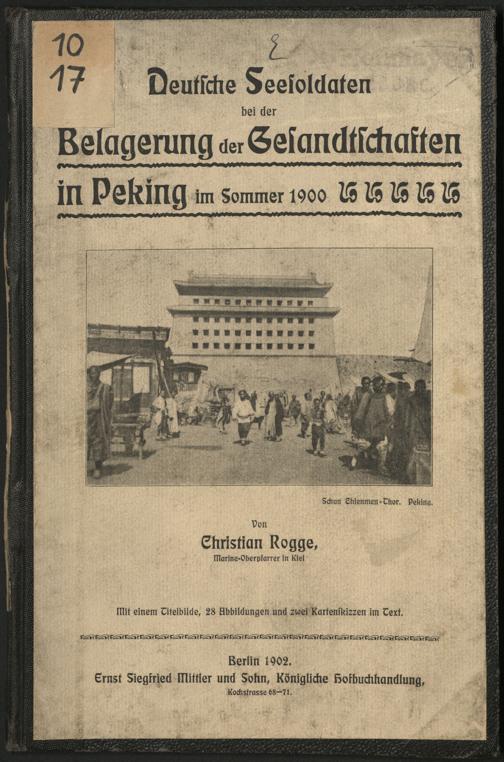 10
17
Deutſche Seeſoldaten
bei der
Belagerung der Geſandtſchaften
in Peking im Sommer 1900
Schun Chienmen-Thor. Peking.
Von
Christian Rogge,
Marine-Oberpfarrer in Kiel
Mit einem Titelbilde, 28 Abbildungen und zwei Kartenſkizzen im Text.
Berlin 1902.
Ernst Siegfried Mittler und Sohn, Königliche Hofbuchhandlung,
Kochstrasse 68—71.